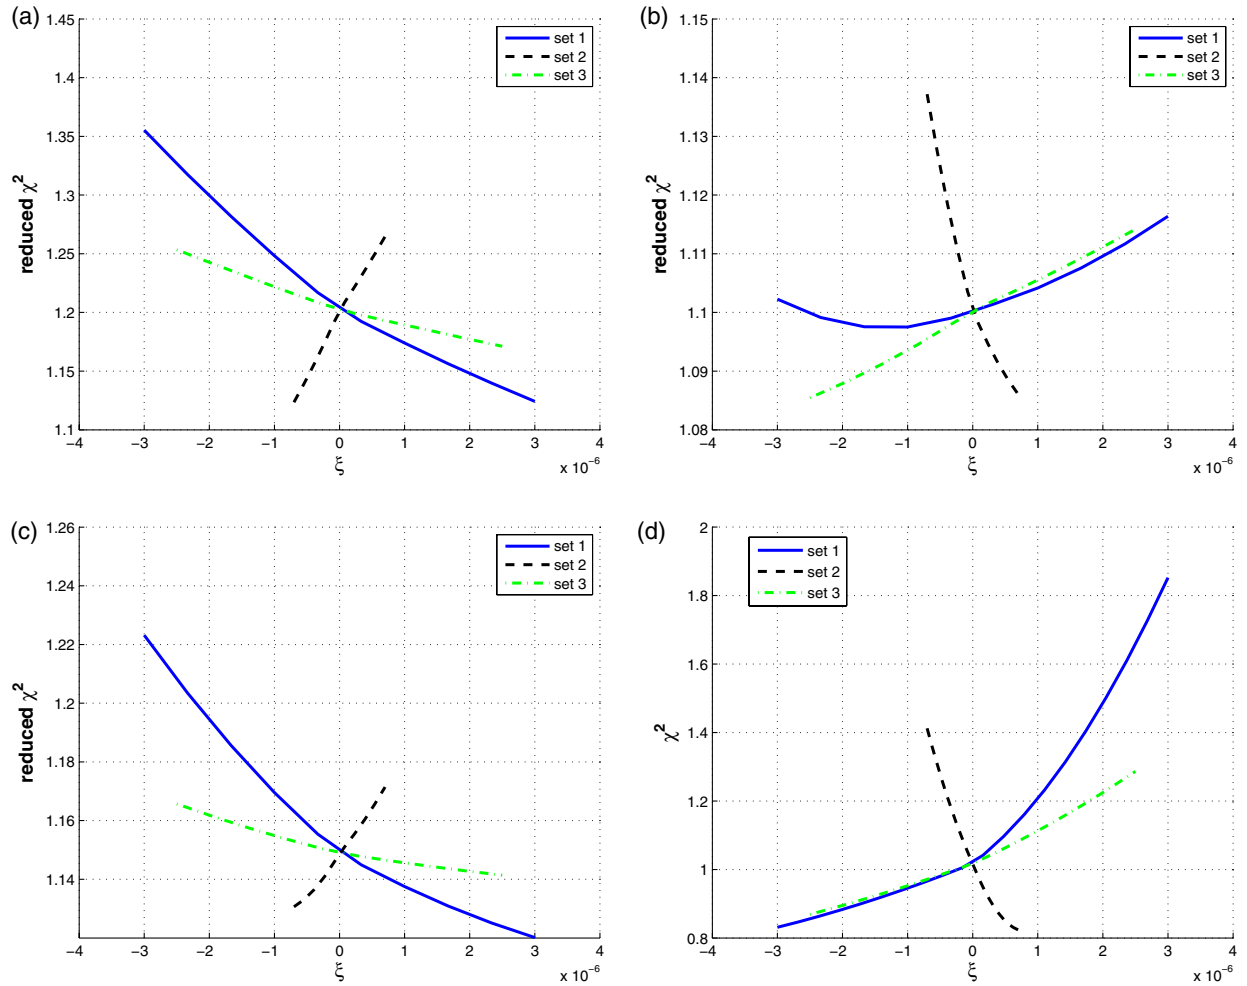 (a)
1.45
1.4
1.35
1.3
1.25
1.2
1.15
1.1
reduced χ²
−4 −3 −2 −1 0 1 2 3 4
ξ
x 10⁻⁶
set 1
set 2
set 3
(b)
1.15
1.14
1.13
1.12
1.11
1.1
1.09
1.08
reduced χ²
−4 −3 −2 −1 0 1 2 3 4
ξ
x 10⁻⁶
set 1
set 2
set 3
(c)
1.26
1.24
1.22
1.2
1.18
1.16
1.14
reduced χ²
−4 −3 −2 −1 0 1 2 3 4
ξ
x 10⁻⁶
set 1
set 2
set 3
(d)
2
1.8
1.6
1.4
1.2
1
0.8
χ²
−4 −3 −2 −1 0 1 2 3 4
ξ
x 10⁻⁶
set 1
set 2
set 3